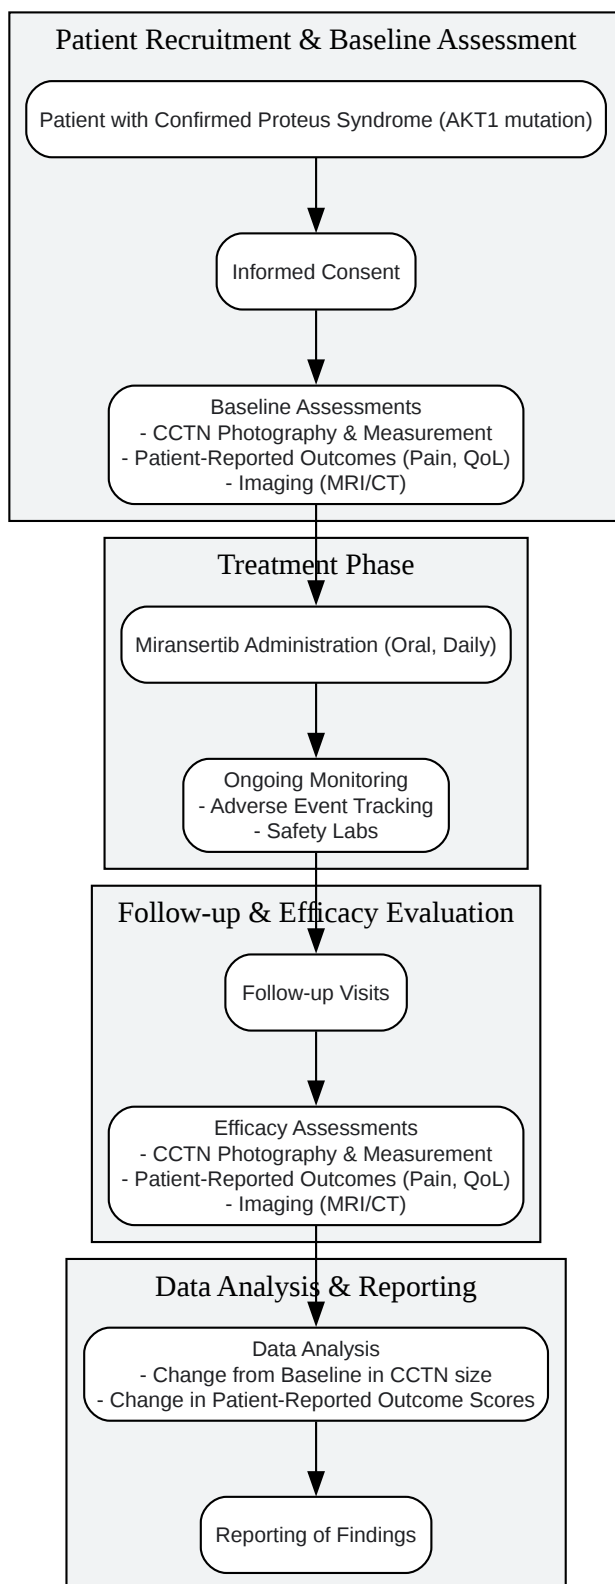 Patient Recruitment & Baseline Assessment
Patient with Confirmed Proteus Syndrome (AKT1 mutation)
Informed Consent
Baseline Assessments
- CCTN Photography & Measurement
- Patient-Reported Outcomes (Pain, QoL)
- Imaging (MRI/CT)
Treatment Phase
Miransertib Administration (Oral, Daily)
Ongoing Monitoring
- Adverse Event Tracking
- Safety Labs
Follow-up & Efficacy Evaluation
Follow-up Visits
Efficacy Assessments
- CCTN Photography & Measurement
- Patient-Reported Outcomes (Pain, QoL)
- Imaging (MRI/CT)
Data Analysis & Reporting
Data Analysis
- Change from Baseline in CCTN size
- Change in Patient-Reported Outcome Scores
Reporting of Findings